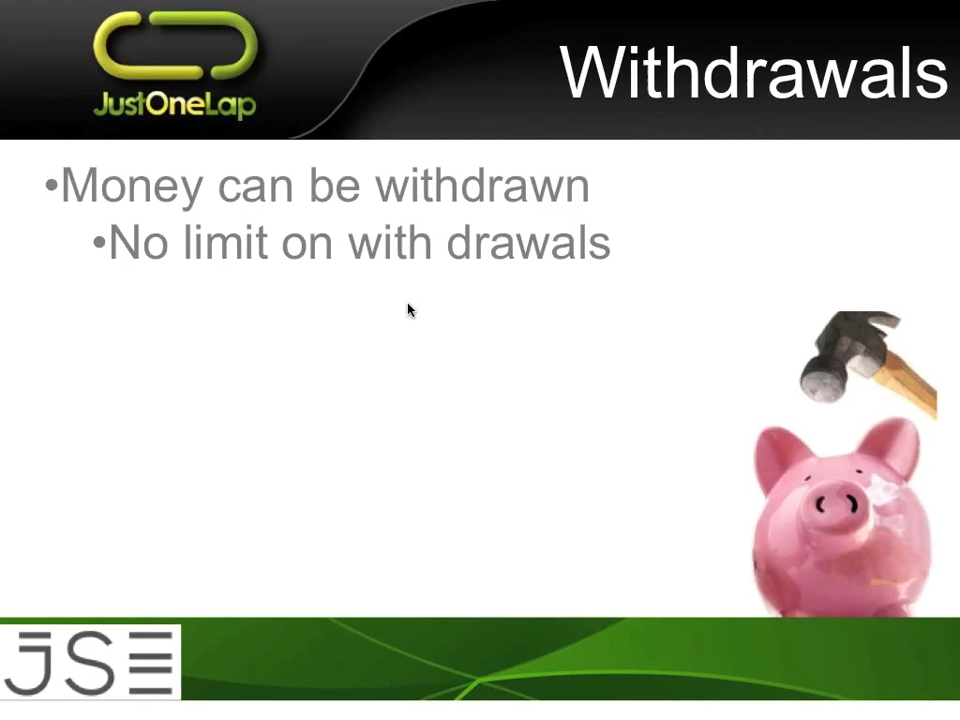 JustOneLap
Withdrawals
•Money can be withdrawn
•No limit on with drawals
JSE